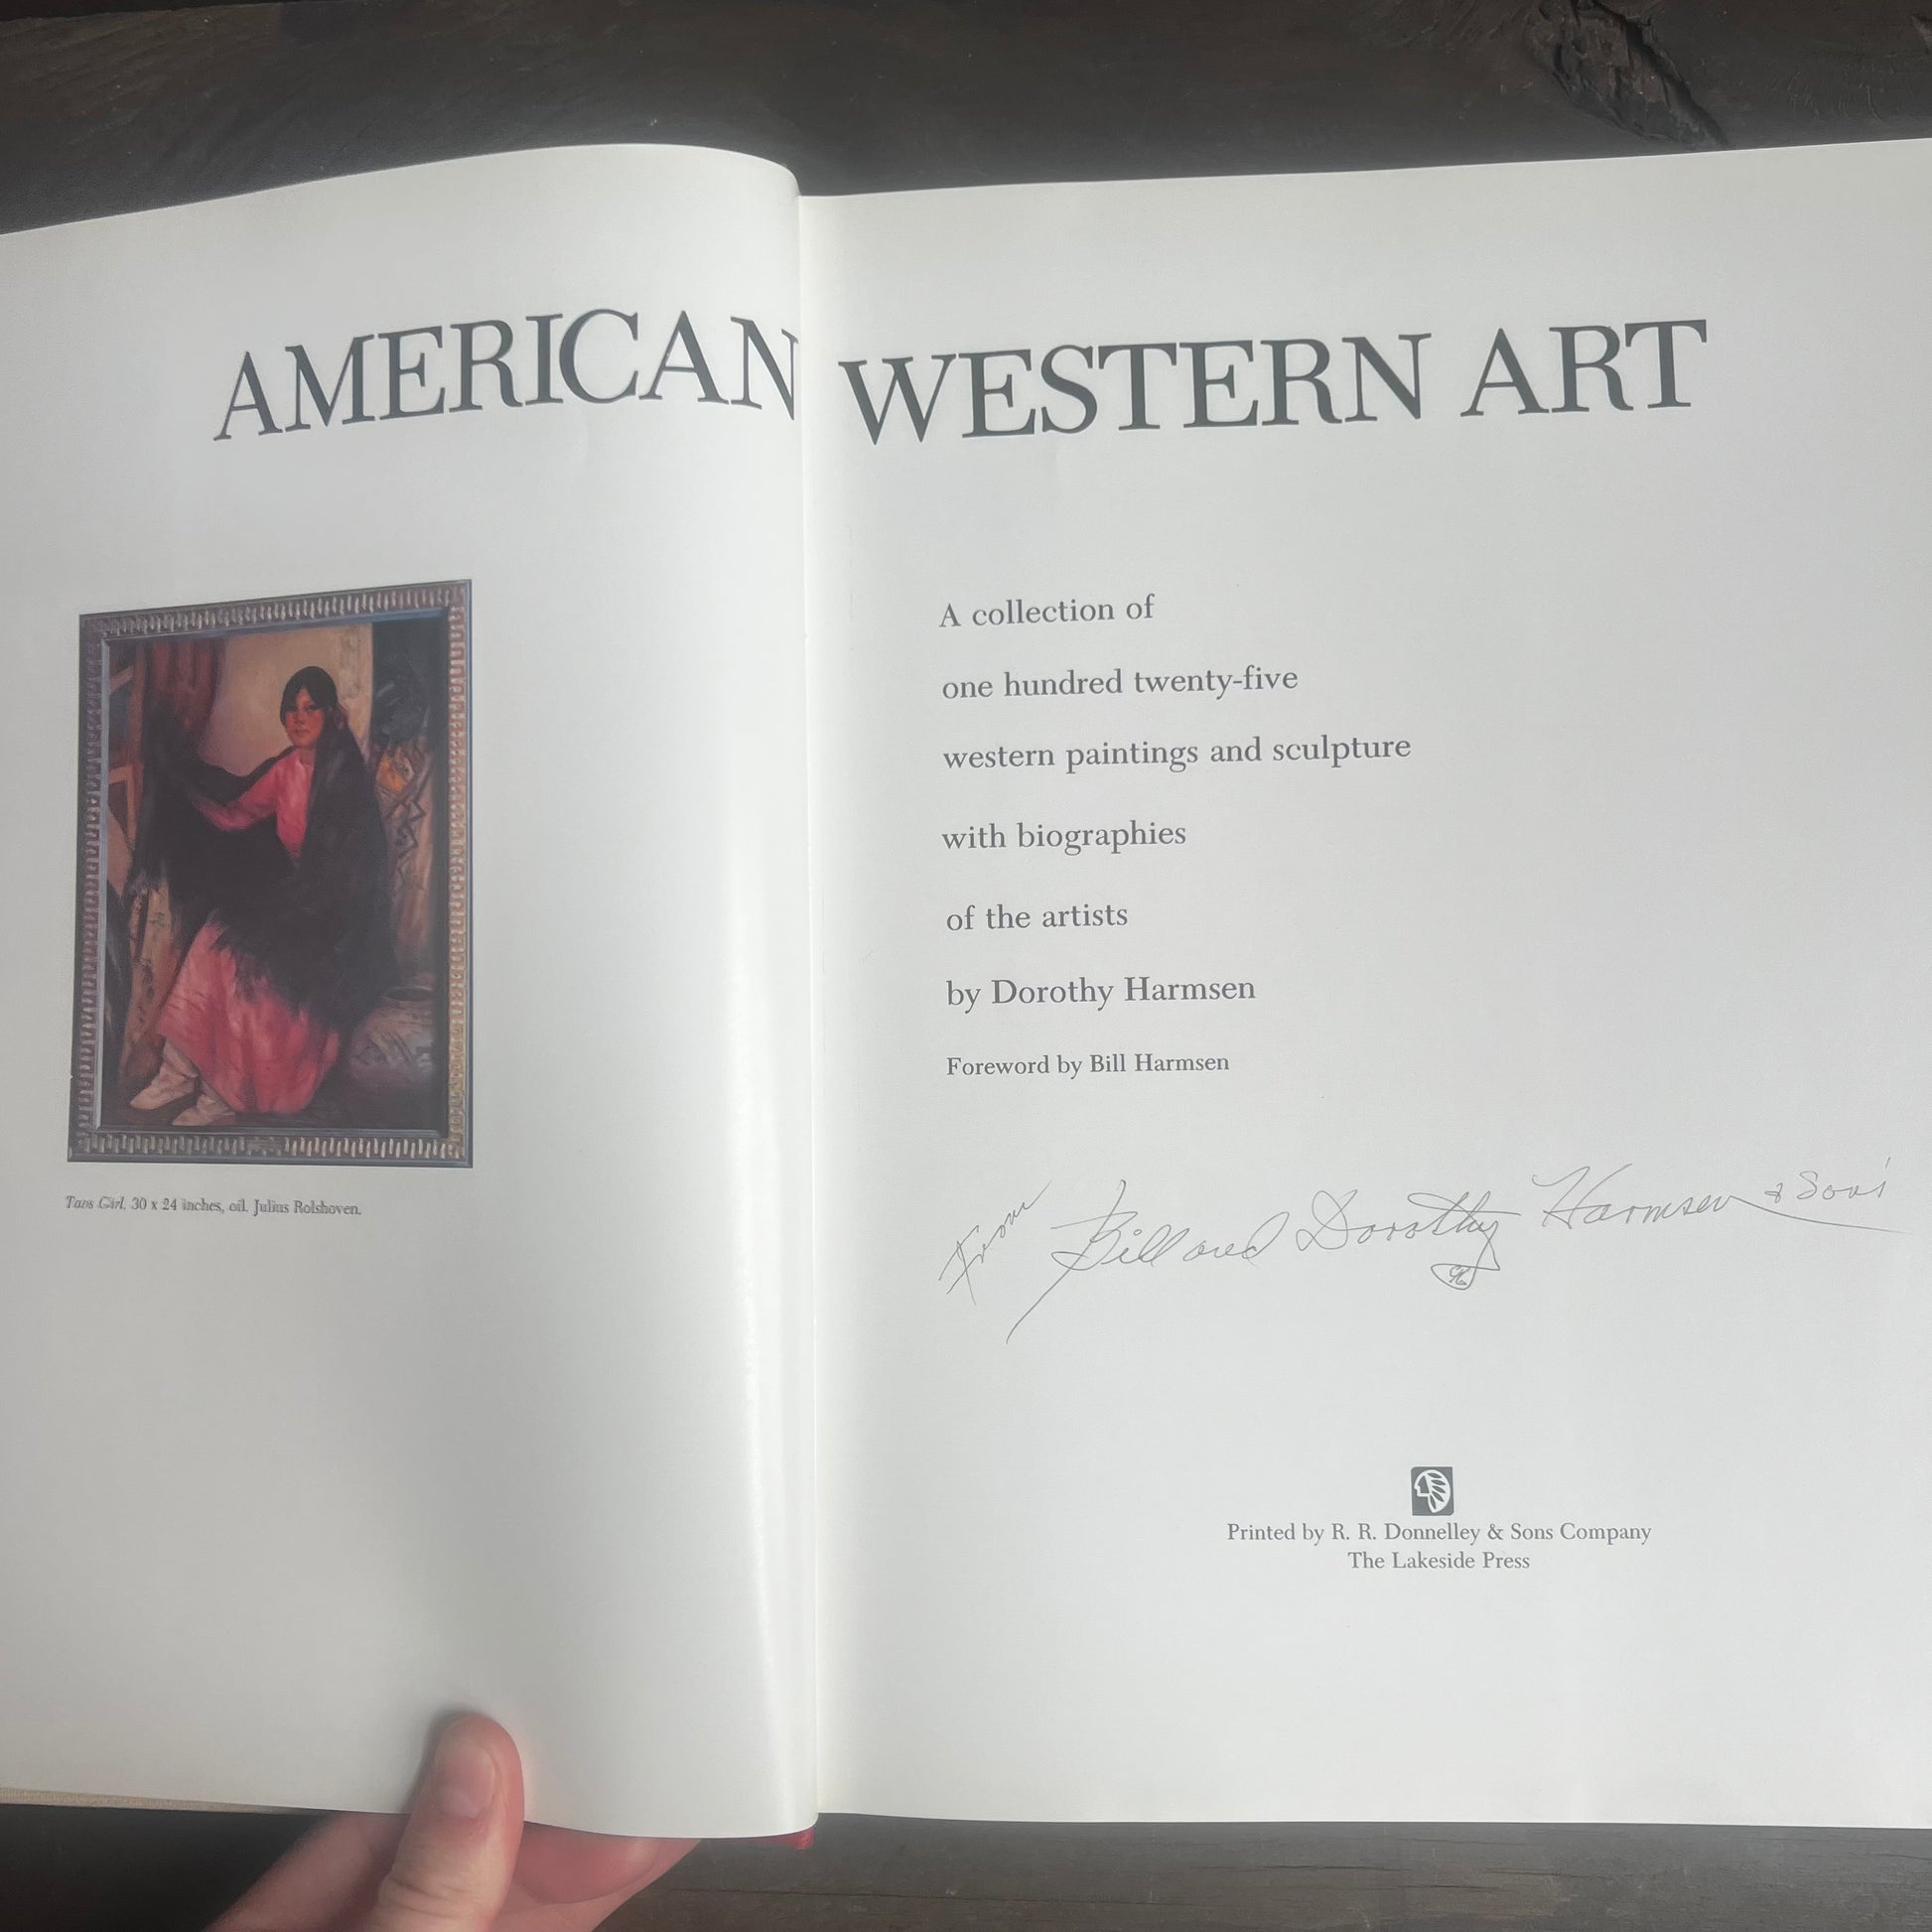 AMERICAN WESTERN ART
Taos Girl. 30 x 24 inches, oil. Julius Rolshoven.
A collection of
one hundred twenty-five
western paintings and sculpture
with biographies
of the artists
by Dorothy Harmsen
Foreword by Bill Harmsen
From Bill and Dorothy Harmsen & Sons
Printed by R. R. Donnelley & Sons Company
The Lakeside Press